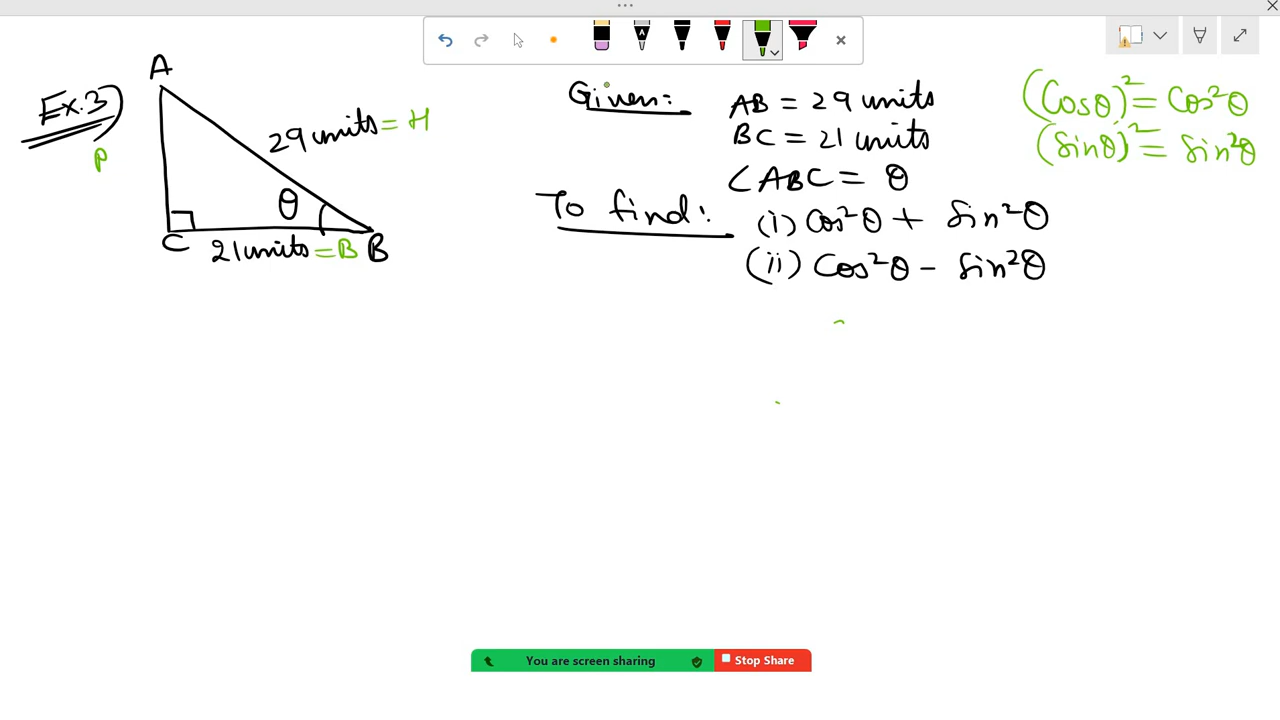 Ex.3)
A
29 units = H
P
θ
C
21 units = B
B
Given:
AB = 29 units
BC = 21 units
∠ABC = θ
To find:
(i) Cos²θ + Sin²θ
(ii) Cos²θ - Sin²θ
(Cosθ)² = Cos²θ
(Sinθ)² = Sin²θ
You are screen sharing
Stop Share